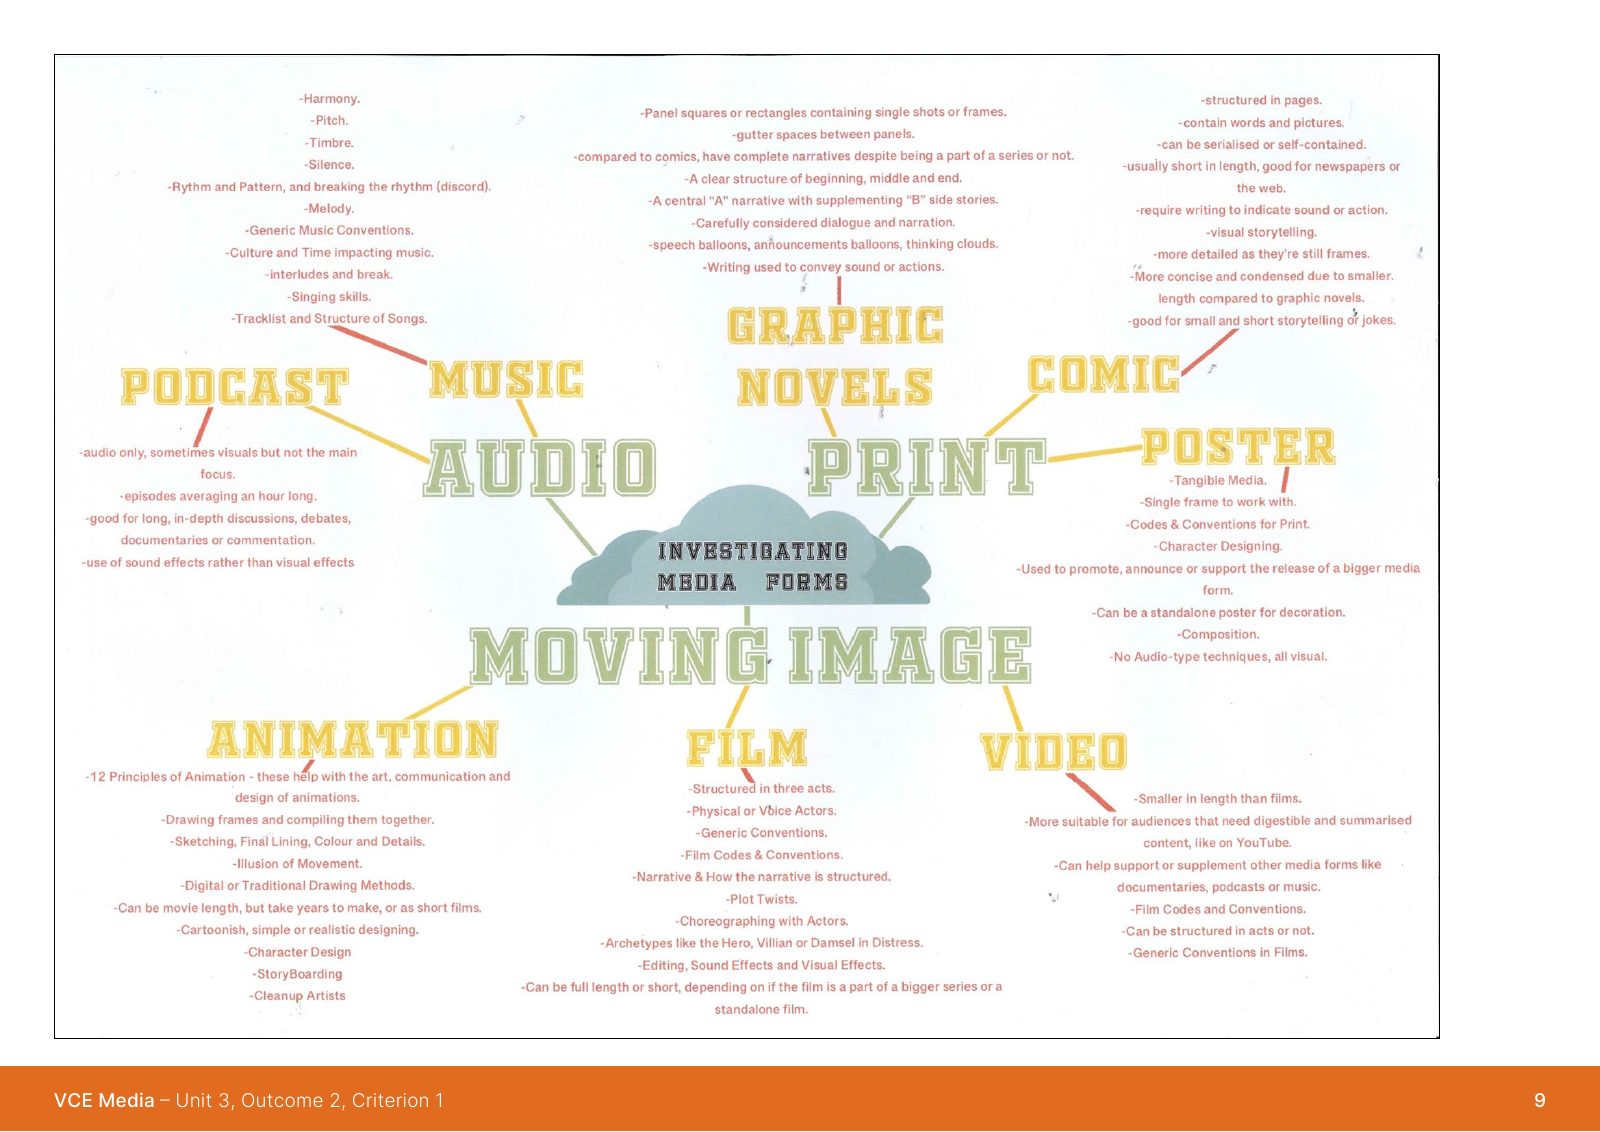 -Harmony.
-Pitch.
-Timbre.
-Silence.
-Rythm and Pattern, and breaking the rhythm (discord).
-Melody.
-Generic Music Conventions.
-Culture and Time impacting music.
-interludes and break.
-Singing skills.
-Tracklist and Structure of Songs.
MUSIC
-Panel squares or rectangles containing single shots or frames.
-gutter spaces between panels.
-compared to comics, have complete narratives despite being a part of a series or not.
-A clear structure of beginning, middle and end.
-A central “A” narrative with supplementing “B” side stories.
-Carefully considered dialogue and narration.
-speech balloons, announcements balloons, thinking clouds.
-Writing used to convey sound or actions.
GRAPHIC
NOVELS
-structured in pages.
-contain words and pictures.
-can be serialised or self-contained.
-usually short in length, good for newspapers or
the web.
-require writing to indicate sound or action.
-visual storytelling.
-more detailed as they're still frames.
-More concise and condensed due to smaller.
length compared to graphic novels.
-good for small and short storytelling or jokes.
COMIC
PODCAST
-audio only, sometimes visuals but not the main
focus.
-episodes averaging an hour long.
-good for long, in-depth discussions, debates,
documentaries or commentation.
-use of sound effects rather than visual effects
AUDIO
PRINT
POSTER
-Tangible Media.
-Single frame to work with.
-Codes & Conventions for Print.
-Character Designing.
-Used to promote, announce or support the release of a bigger media
form.
-Can be a standalone poster for decoration.
-Composition.
-No Audio-type techniques, all visual.
INVESTIGATING
MEDIA FORMS
MOVING IMAGE
ANIMATION
-12 Principles of Animation - these help with the art, communication and
design of animations.
-Drawing frames and compiling them together.
-Sketching, Final Lining, Colour and Details.
-Illusion of Movement.
-Digital or Traditional Drawing Methods.
-Can be movie length, but take years to make, or as short films.
-Cartoonish, simple or realistic designing.
-Character Design
-StoryBoarding
-Cleanup Artists
FILM
-Structured in three acts.
-Physical or Voice Actors.
-Generic Conventions.
-Film Codes & Conventions.
-Narrative & How the narrative is structured.
-Plot Twists.
-Choreographing with Actors.
-Archetypes like the Hero, Villian or Damsel in Distress.
-Editing, Sound Effects and Visual Effects.
-Can be full length or short, depending on if the film is a part of a bigger series or a
standalone film.
VIDEO
-Smaller in length than films.
-More suitable for audiences that need digestible and summarised
content, like on YouTube.
-Can help support or supplement other media forms like
documentaries, podcasts or music.
-Film Codes and Conventions.
-Can be structured in acts or not.
-Generic Conventions in Films.
VCE Media – Unit 3, Outcome 2, Criterion 1
9